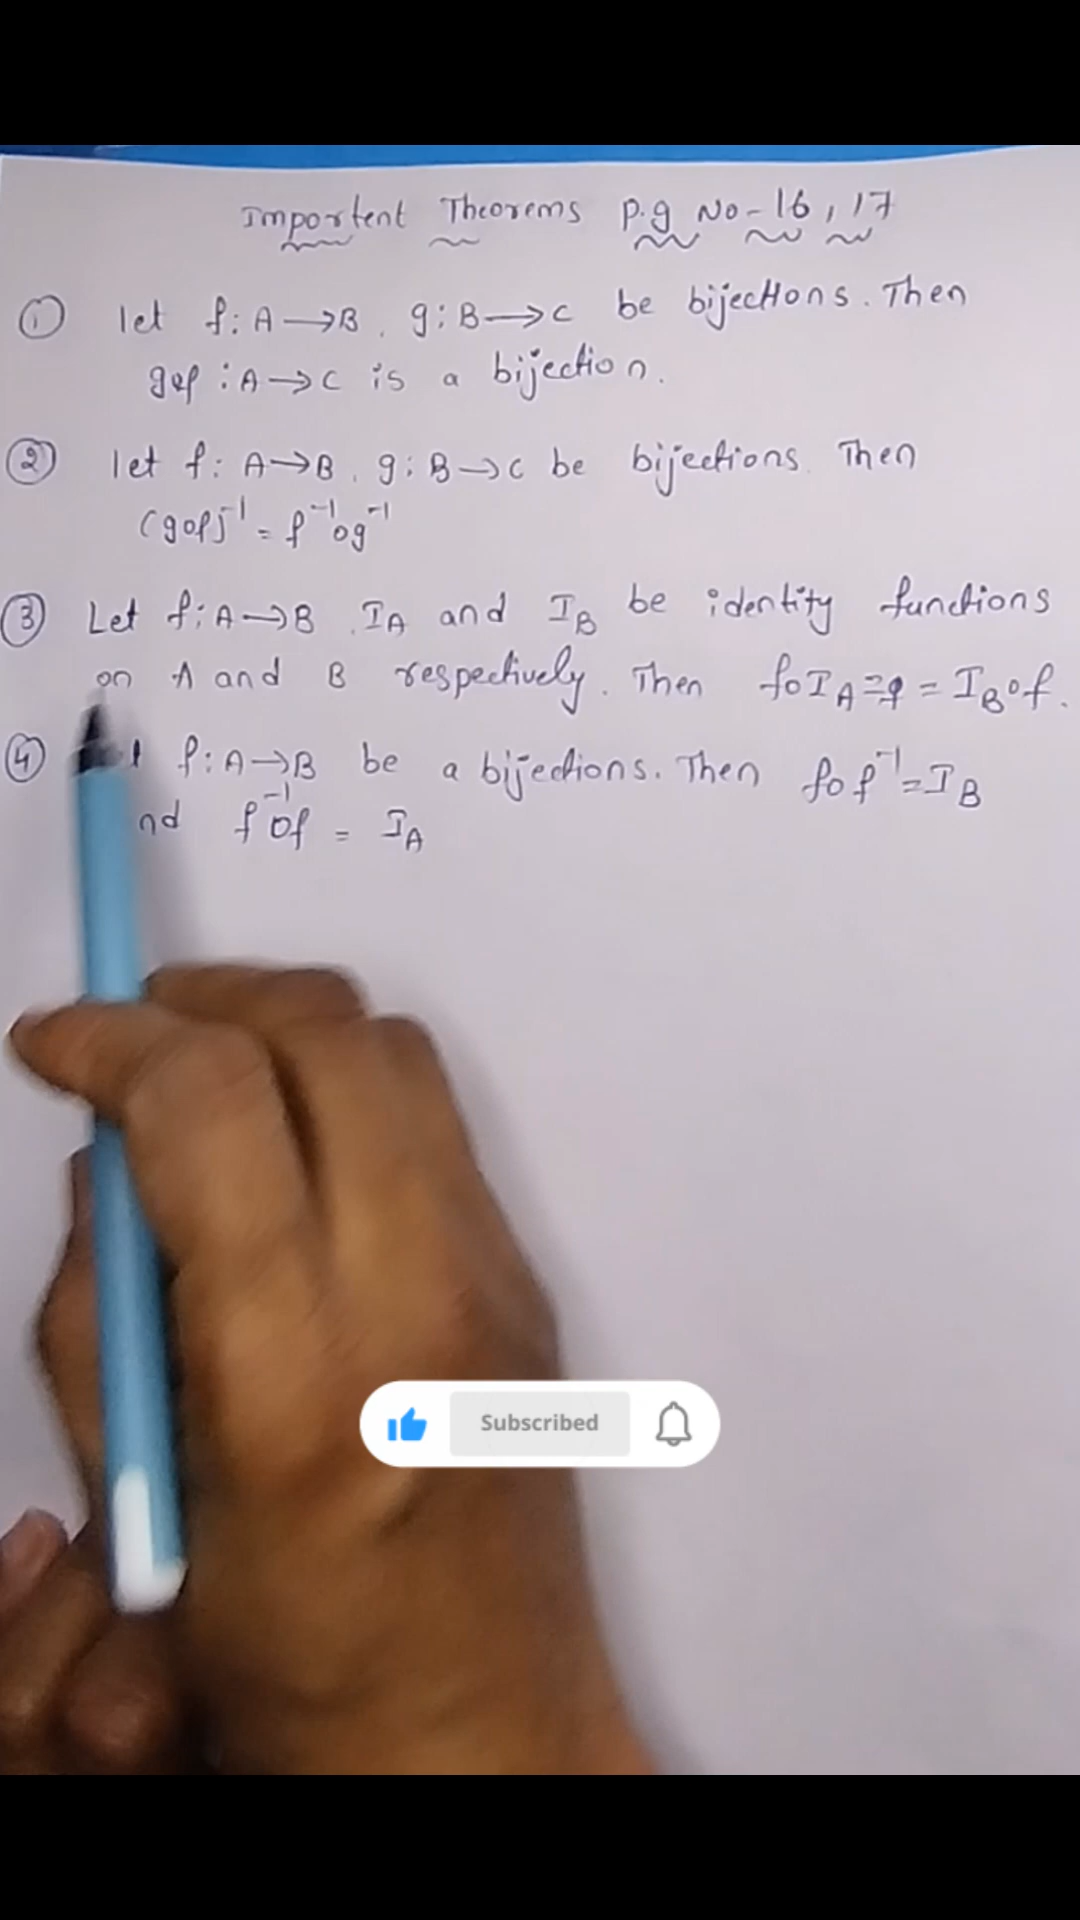 Importent Theorems P.g No-16, 17
① let f: A→B, g: B→C be bijections. Then
gof : A→C is a bijection.
② let f: A→B, g: B→C be bijections. Then
(gof)⁻¹ = f⁻¹og⁻¹
③ Let f: A→B, I_A and I_B be identity functions
on A and B respectively. Then foI_A = f = I_Bof.
④ f: A→B be a bijections. Then fof⁻¹ = I_B
nd f⁻¹of = I_A
Subscribed